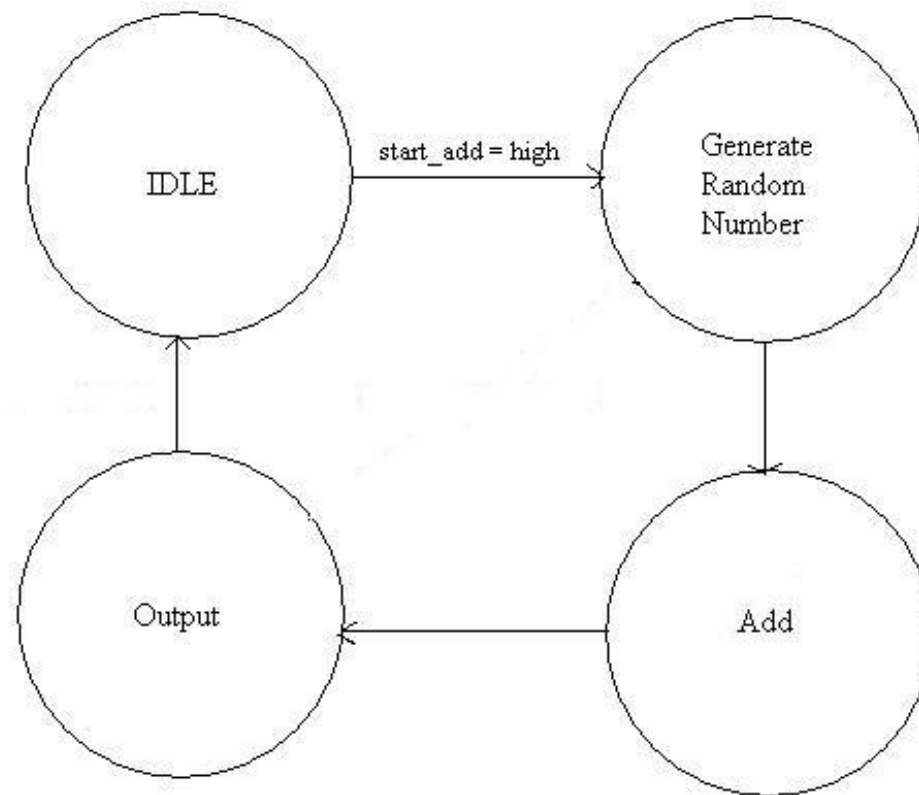 IDLE
start_add = high
Generate
Random
Number
Output
Add